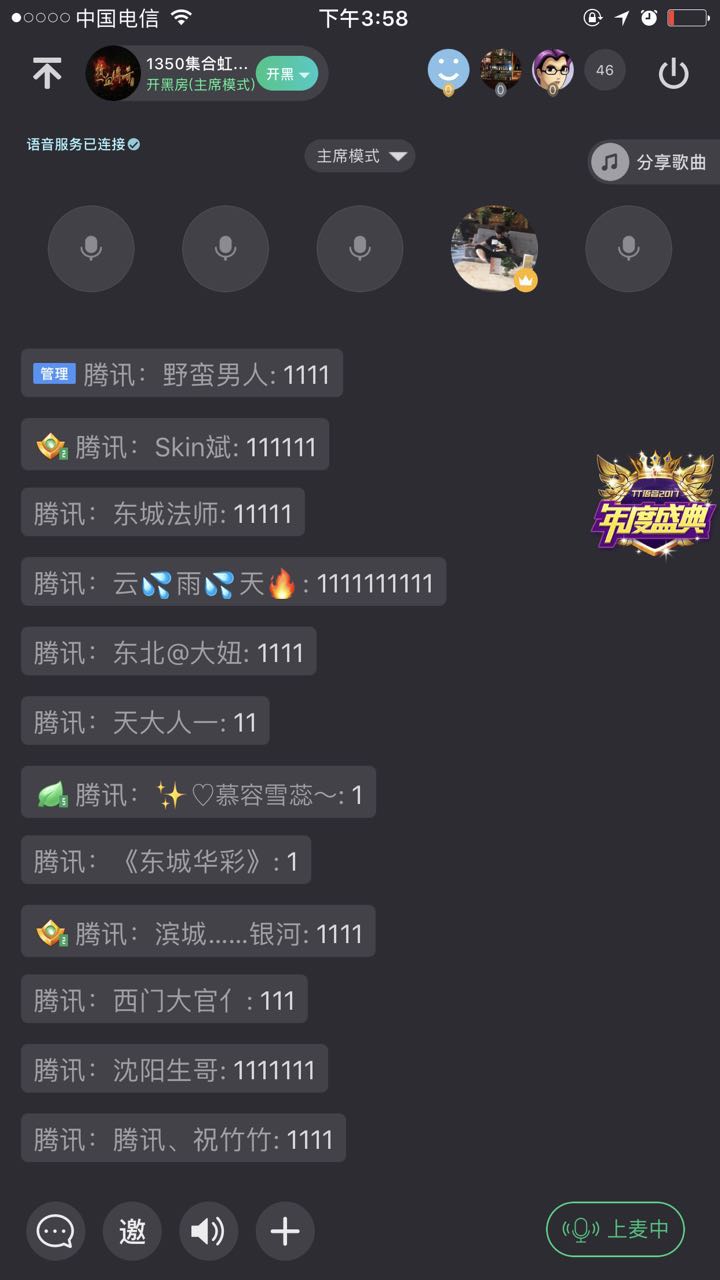 中国电信
下午3:58
1350集合虹...
开黑房(主席模式)
开黑
0
0
0
46
语音服务已连接
主席模式
分享歌曲
管理 腾讯：野蛮男人: 1111
2 腾讯：Skin斌: 111111
腾讯：东城法师: 11111
腾讯：云💦雨💦天🔥: 1111111111
腾讯：东北@大妞: 1111
TT语音2017
年度盛典
腾讯：天大人一: 11
5 腾讯：✨♡慕容雪蕊～: 1
腾讯：《东城华彩》: 1
2 腾讯：滨城......银河: 1111
腾讯：西门大官亻: 111
腾讯：沈阳生哥: 1111111
腾讯：腾讯、祝竹竹: 1111
邀
上麦中